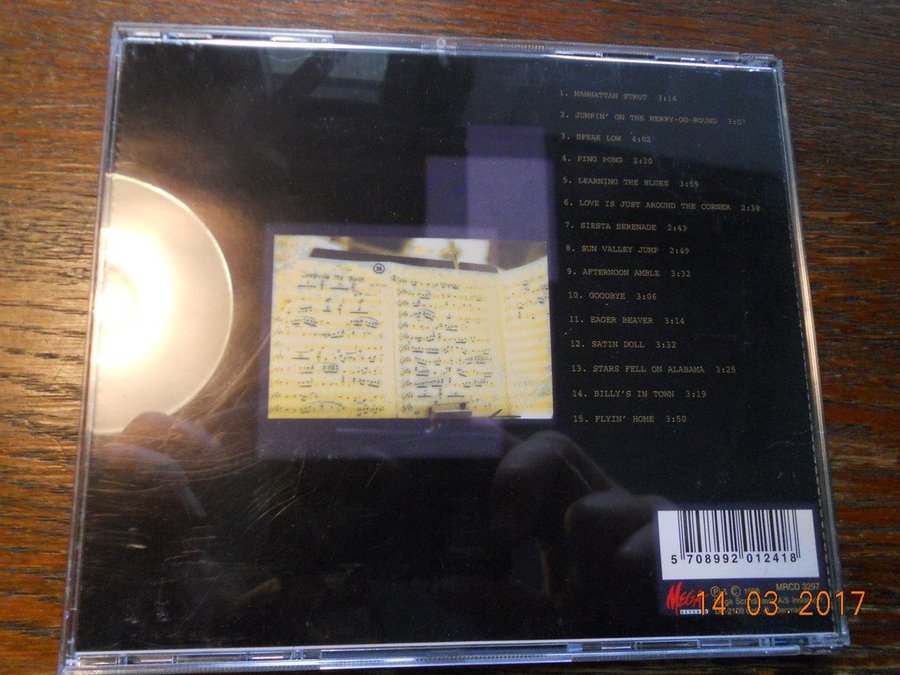 1. MANHATTAN STRUT 3:14
2. JUMPIN' ON THE MERRY-GO-ROUND 3:07
3. SPEAK LOW 4:02
4. PING PONG 2:20
5. LEARNING THE BLUES 3:59
6. LOVE IS JUST AROUND THE CORNER 2:38
7. SIESTA SERENADE 2:43
8. SUN VALLEY JUMP 2:49
9. AFTERNOON AMBLE 3:32
10. GOODBYE 3:06
11. EAGER BEAVER 3:14
12. SATIN DOLL 3:32
13. STARS FELL ON ALABAMA 3:25
14. BILLY'S IN TOWN 3:19
15. FLYIN' HOME 3:50
16
5 708992 012418
MRCD 3297
MEGA
RECORDS
14.03.2017